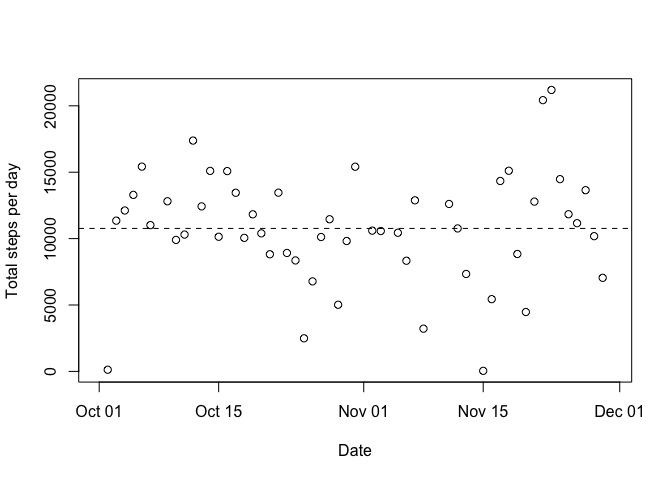 Total steps per day
20000
15000
10000
5000
0
Oct 01
Oct 15
Nov 01
Nov 15
Dec 01
Date